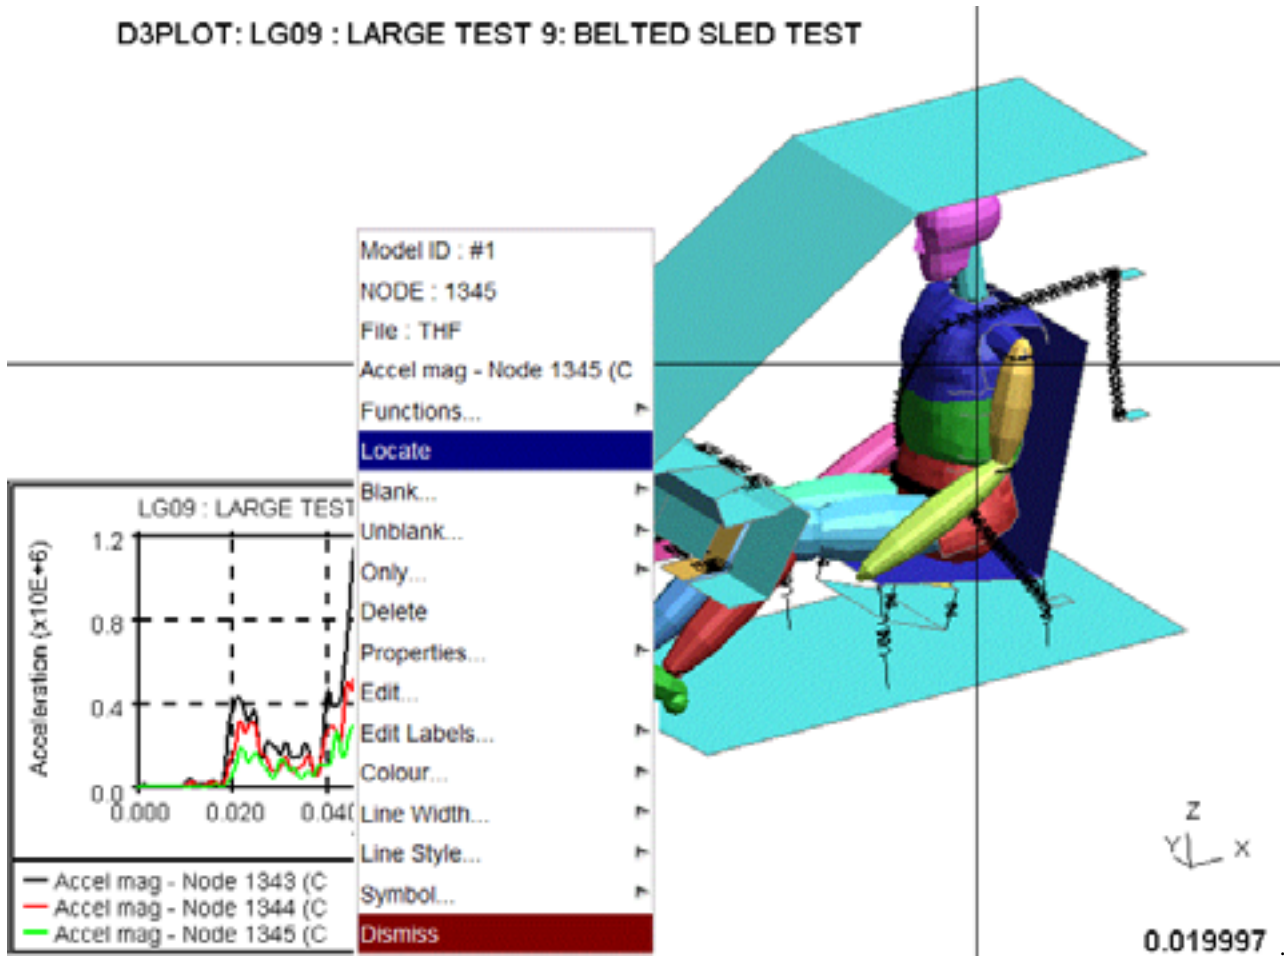 D3PLOT: LG09 : LARGE TEST 9: BELTED SLED TEST
Model ID : #1
NODE : 1345
File : THF
Accel mag - Node 1345 (C
Functions...
Locate
Blank...
Unblank...
Only...
Delete
Properties...
Edit...
Edit Labels...
Colour...
Line Width...
Line Style...
Symbol...
Dismiss
LG09 : LARGE TEST
Acceleration (x10E+6)
1.2
0.8
0.4
0.0
0.000 0.020 0.040
Accel mag - Node 1343 (C
Accel mag - Node 1344 (C
Accel mag - Node 1345 (C
Z
Y X
0.019997